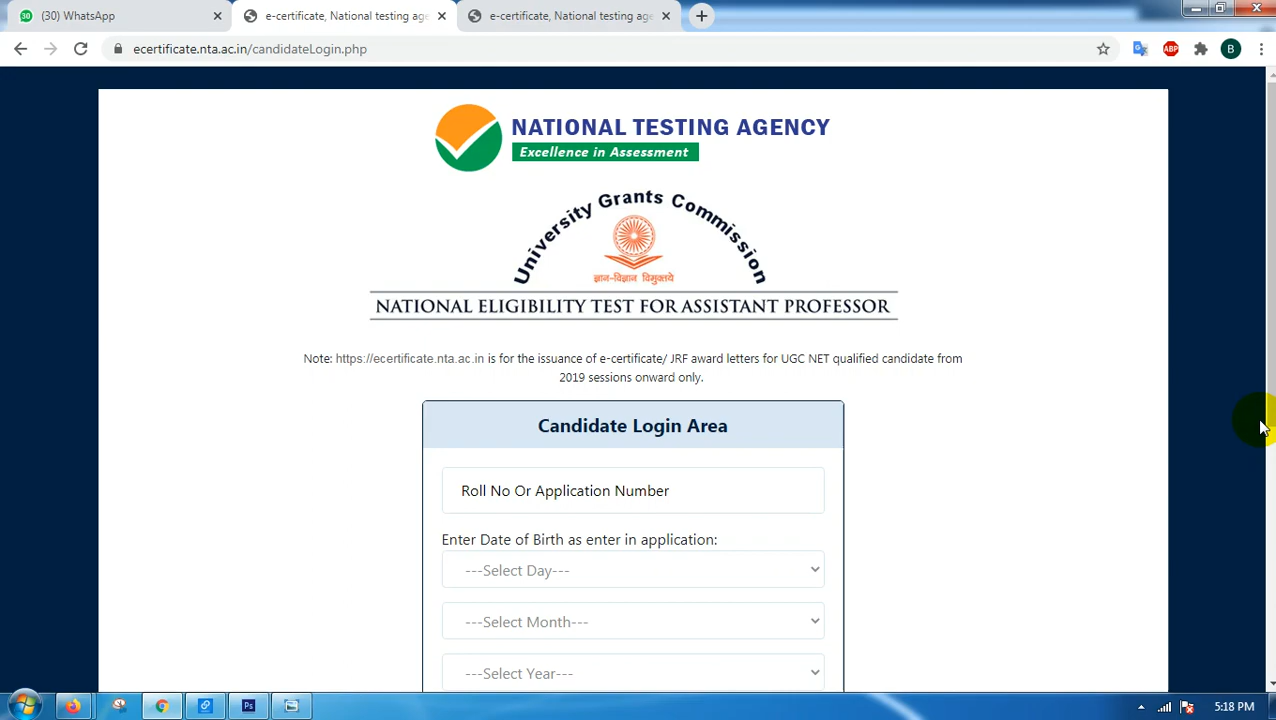 (30) WhatsApp
e-certificate, National testing age
e-certificate, National testing age
ecertificate.nta.ac.in/candidateLogin.php
ABP
B
NATIONAL TESTING AGENCY
Excellence in Assessment
University Grants Commission
ज्ञान-विज्ञान विमुक्तये
NATIONAL ELIGIBILITY TEST FOR ASSISTANT PROFESSOR
Note: https://ecertificate.nta.ac.in is for the issuance of e-certificate/ JRF award letters for UGC NET qualified candidate from
2019 sessions onward only.
Candidate Login Area
Roll No Or Application Number
Enter Date of Birth as enter in application:
---Select Day---
---Select Month---
---Select Year---
Ps
5:18 PM